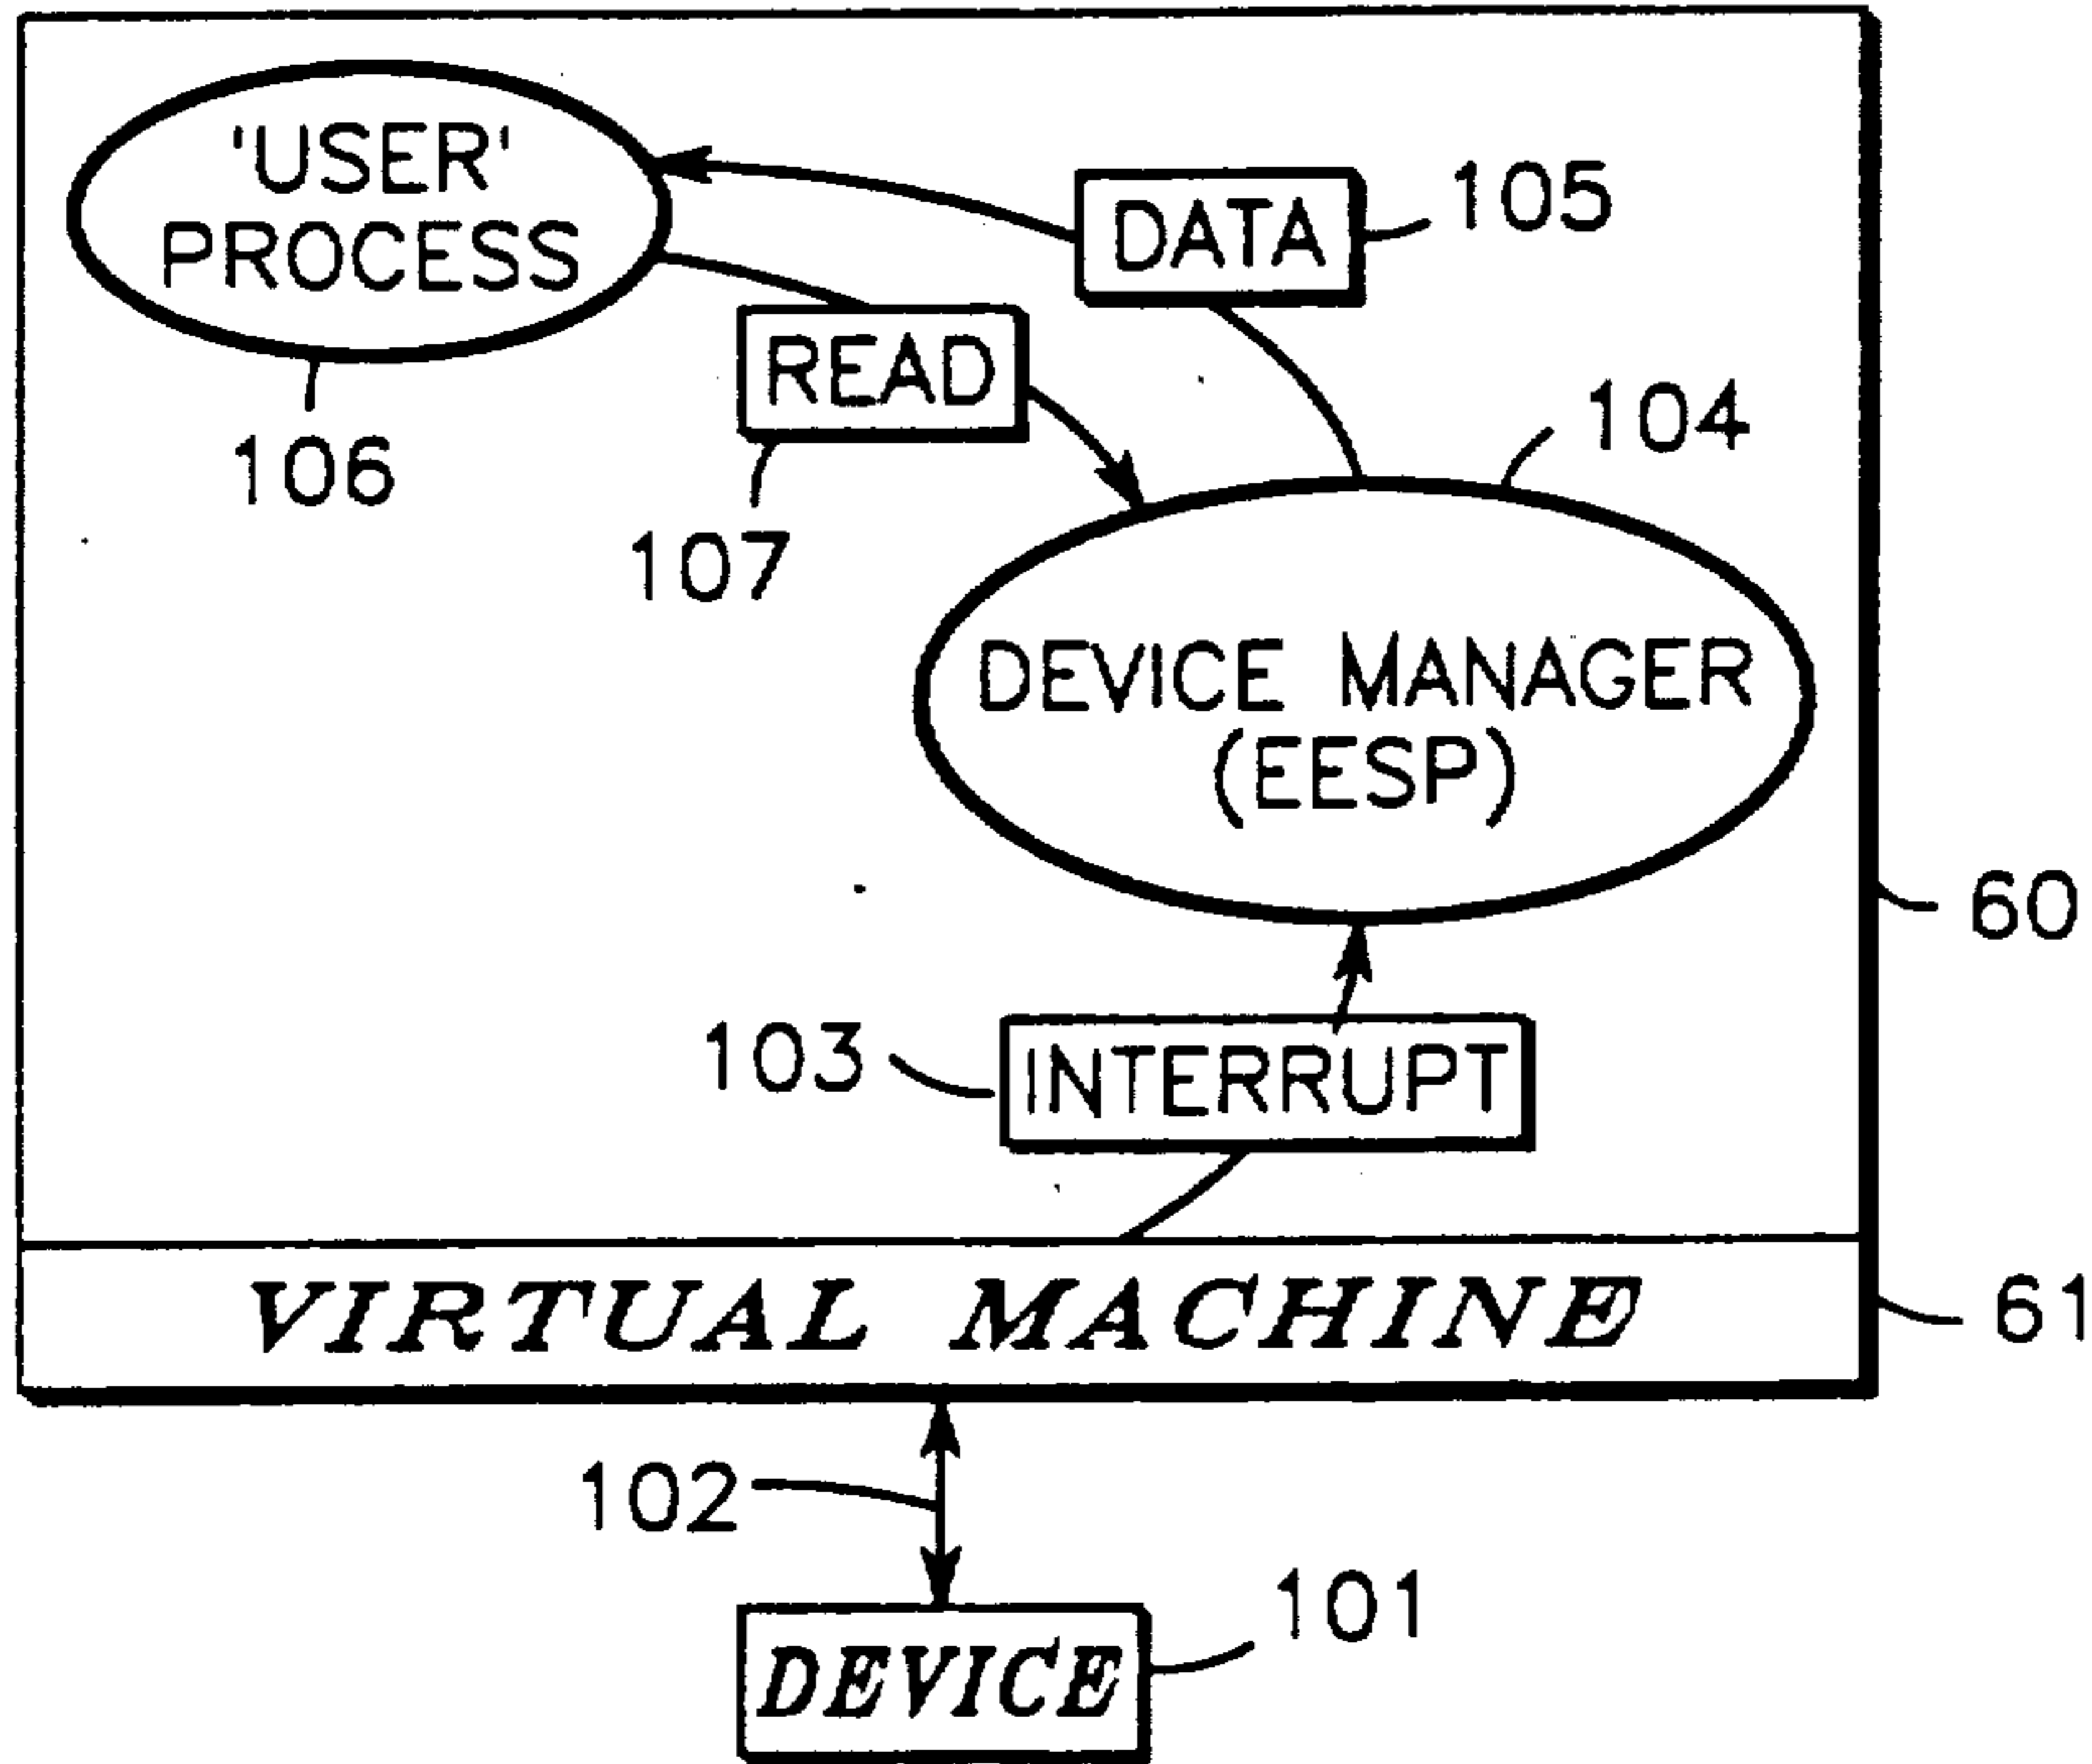 'USER'
PROCESS
DATA
105
READ
104
106
107
DEVICE MANAGER
(EESP)
60
103
INTERRUPT
VIRTUAL MACHINE
61
102
101
DEVICE